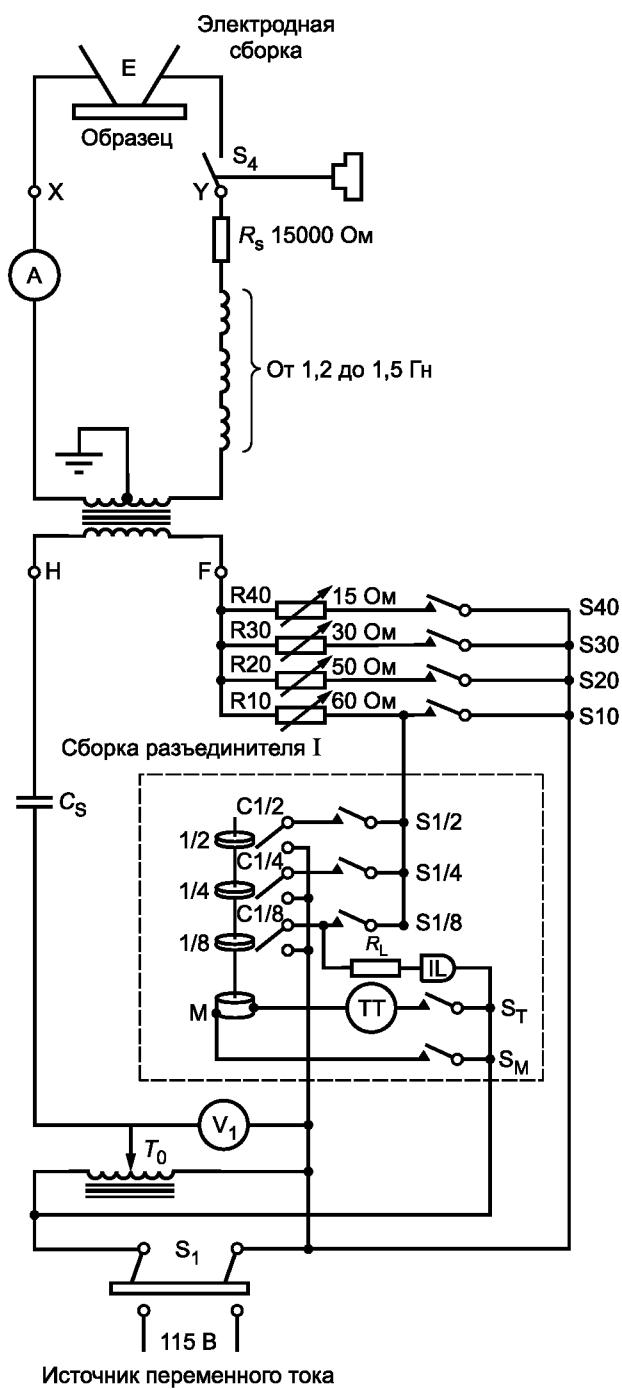 Электродная
сборка
E
Образец
S4
X
Y
Rs 15000 Ом
A
От 1,2 до 1,5 Гн
H
F
R40 15 Ом S40
R30 30 Ом S30
R20 50 Ом S20
R10 60 Ом S10
Сборка разъединителя I
CS
C1/2
1/2
S1/2
C1/4
1/4
S1/4
C1/8
1/8
S1/8
RL
IL
M
TT
ST
SM
V1
T0
S1
115 В
Источник переменного тока